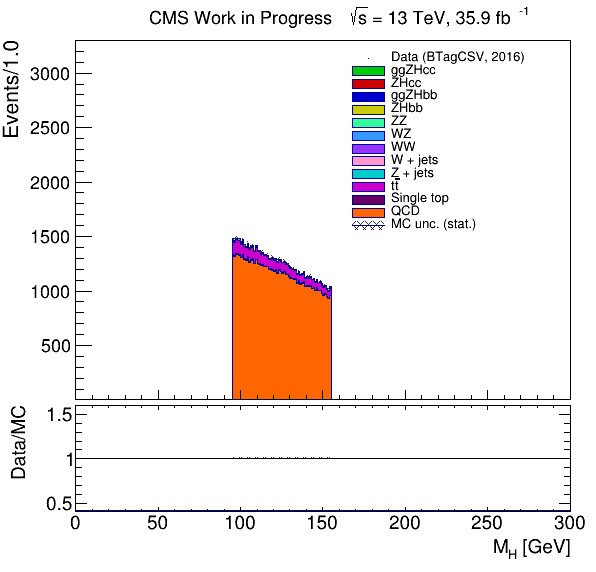 CMS Work in Progress √s = 13 TeV, 35.9 fb -1
Events/1.0
3000
2500
2000
1500
1000
500
Data (BTagCSV, 2016)
ggZHcc
ZHcc
ggZHbb
ZHbb
ZZ
WZ
WW
W + jets
Z + jets
tt̅
Single top
QCD
MC unc. (stat.)
Data/MC
1.5
1
0.5
0 50 100 150 200 250 300
M_H [GeV]